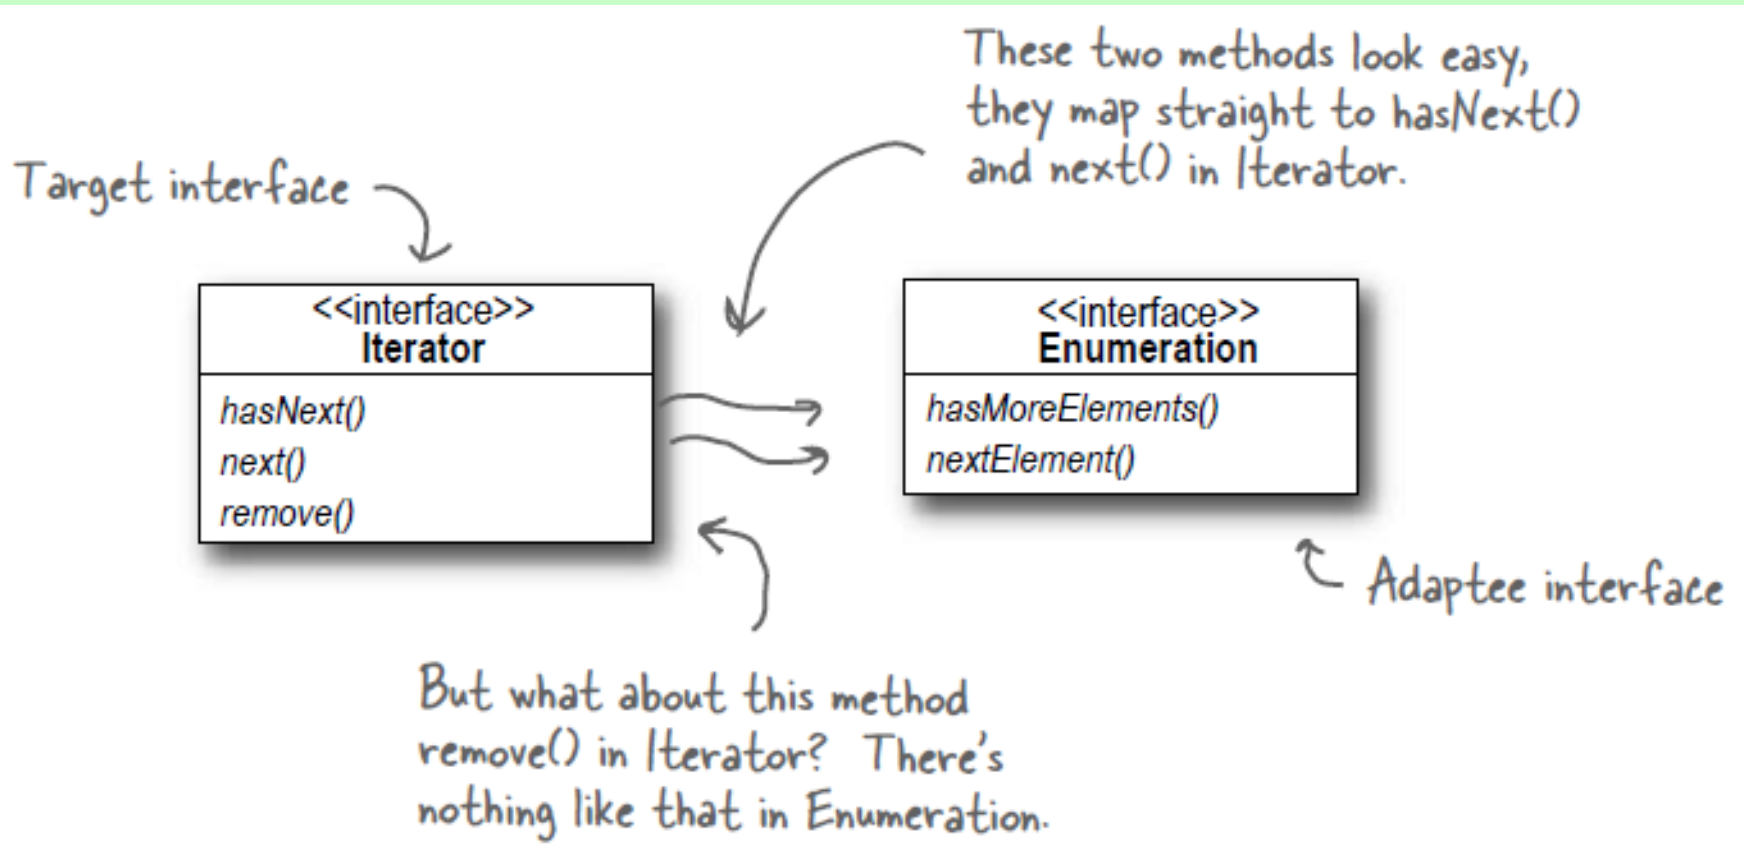 These two methods look easy,
they map straight to hasNext()
and next() in Iterator.
Target interface
<<interface>>
Iterator
hasNext()
next()
remove()
<<interface>>
Enumeration
hasMoreElements()
nextElement()
Adaptee interface
But what about this method
remove() in Iterator? There's
nothing like that in Enumeration.